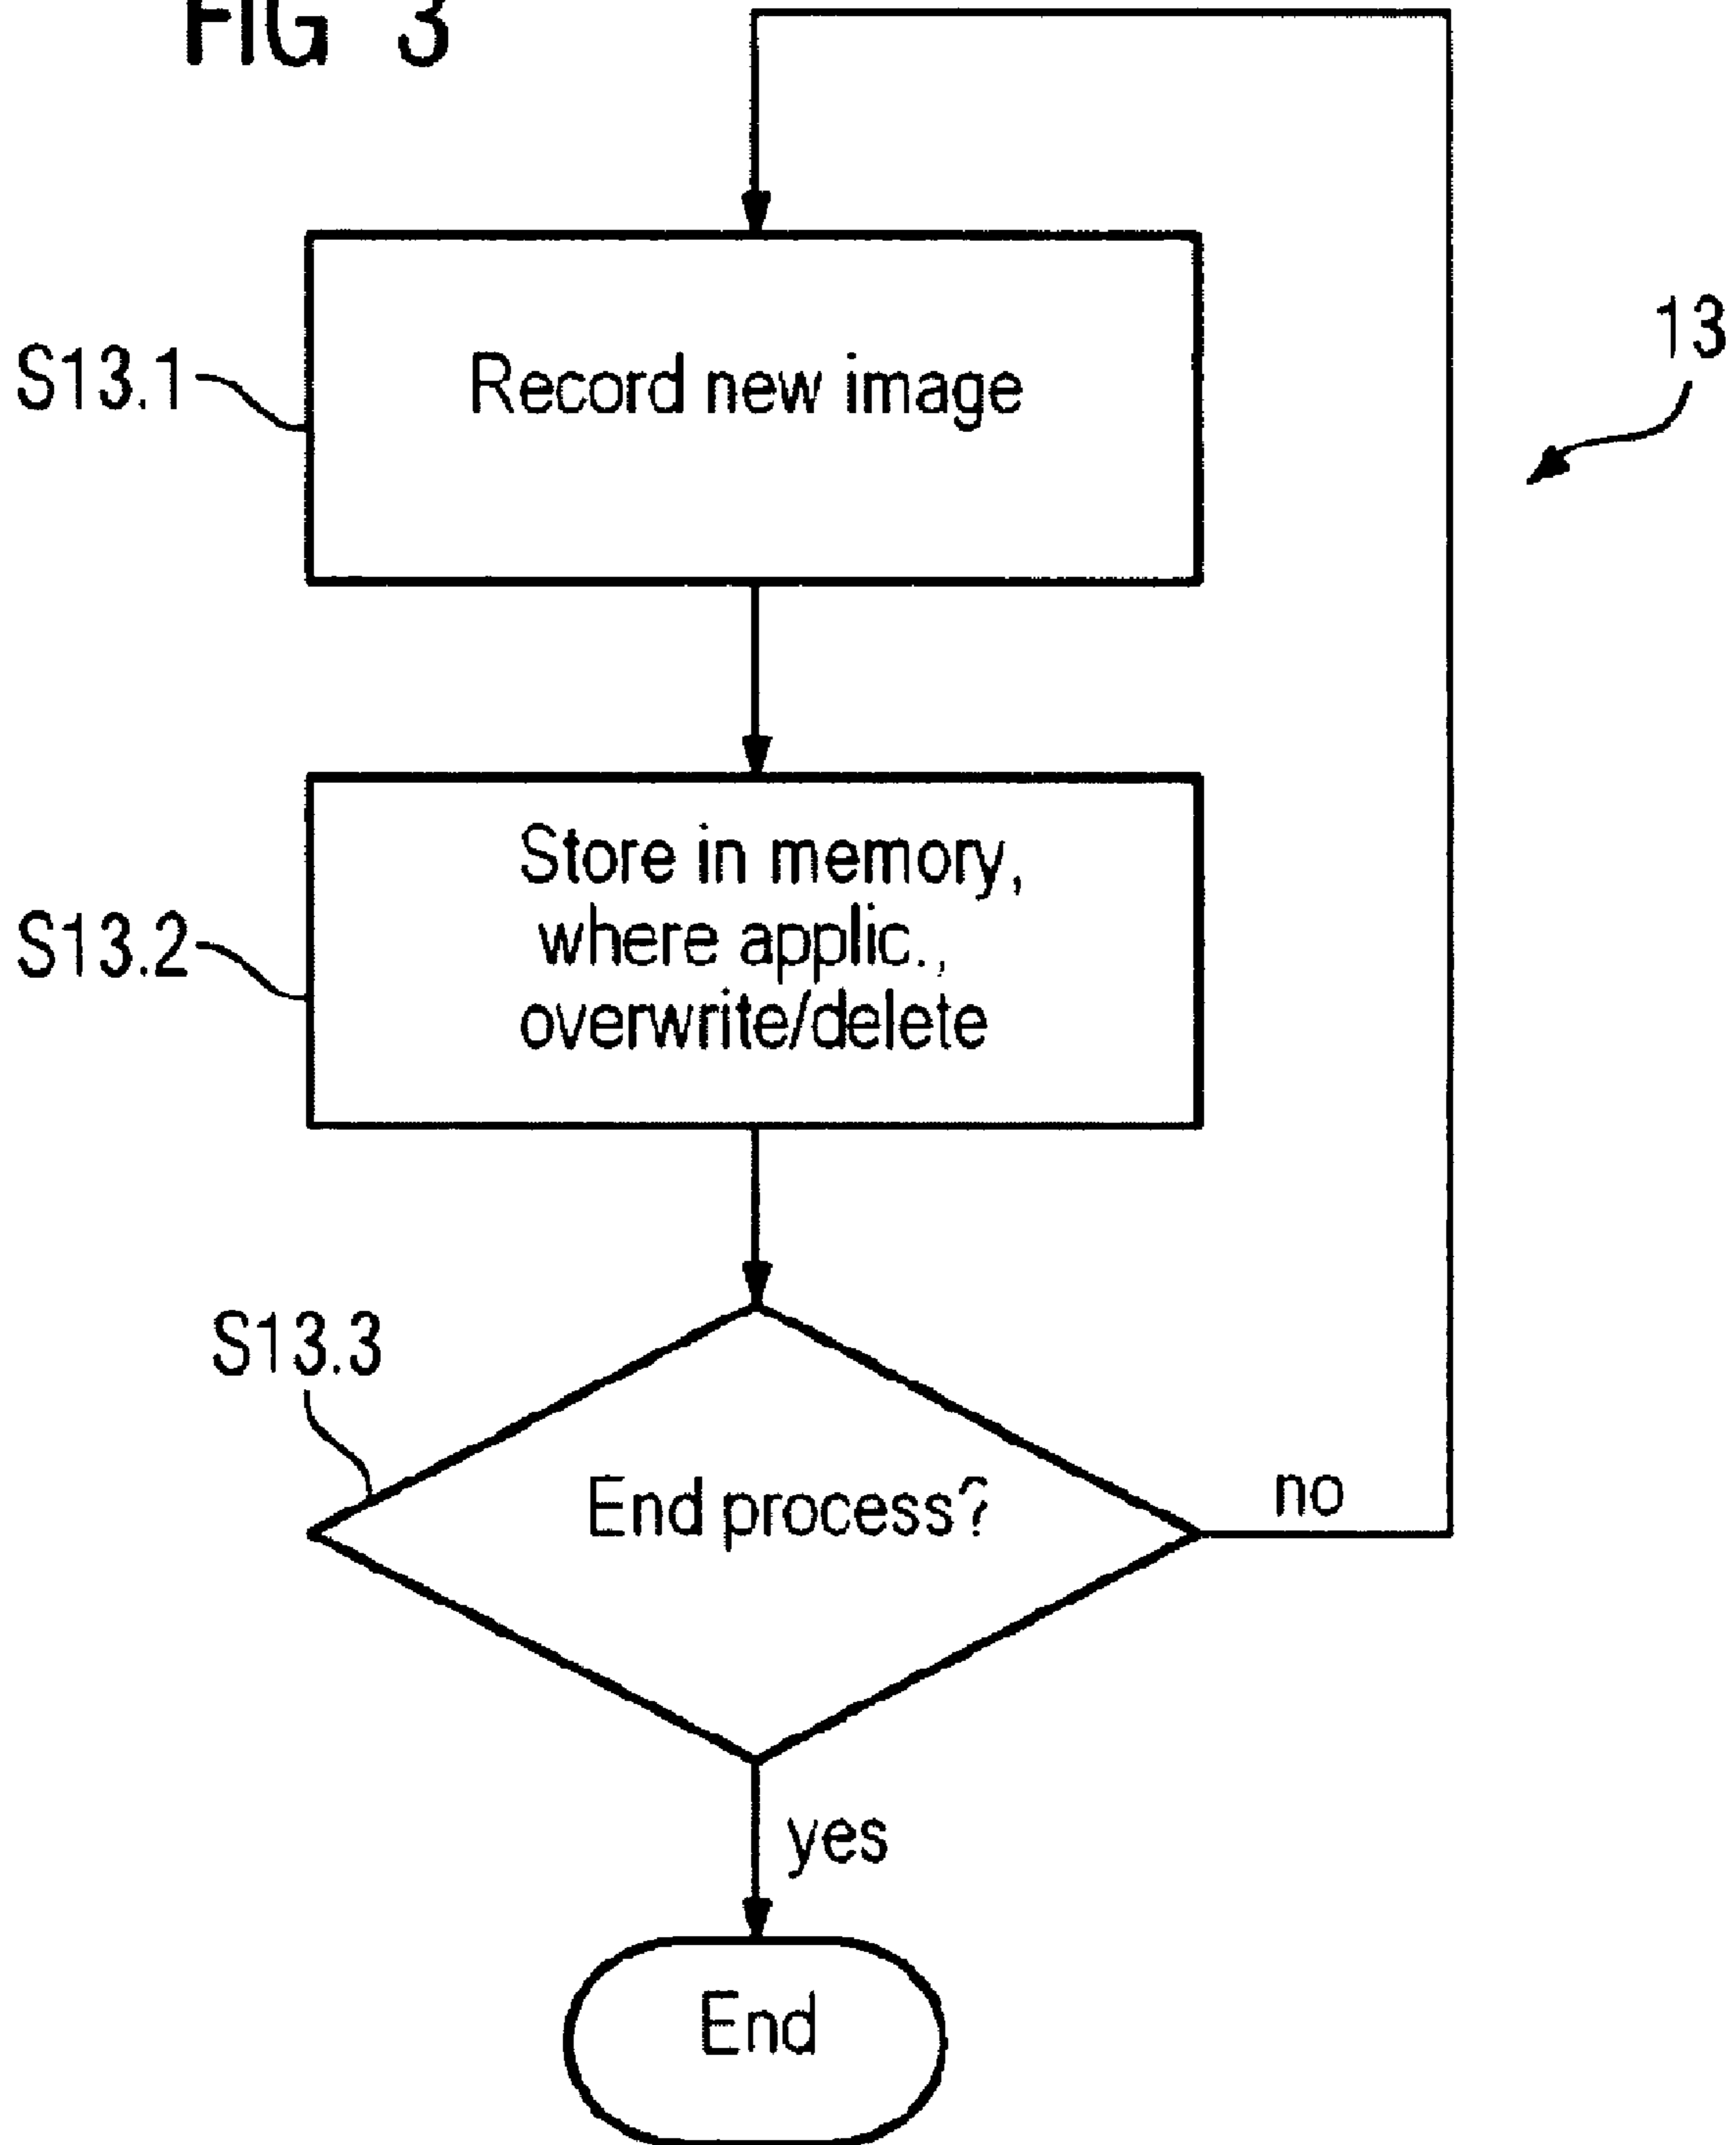 FIG 3
13
S13.1
Record new image
S13.2
Store in memory,
where applic.,
overwrite/delete
S13.3
End process?
no
yes
End